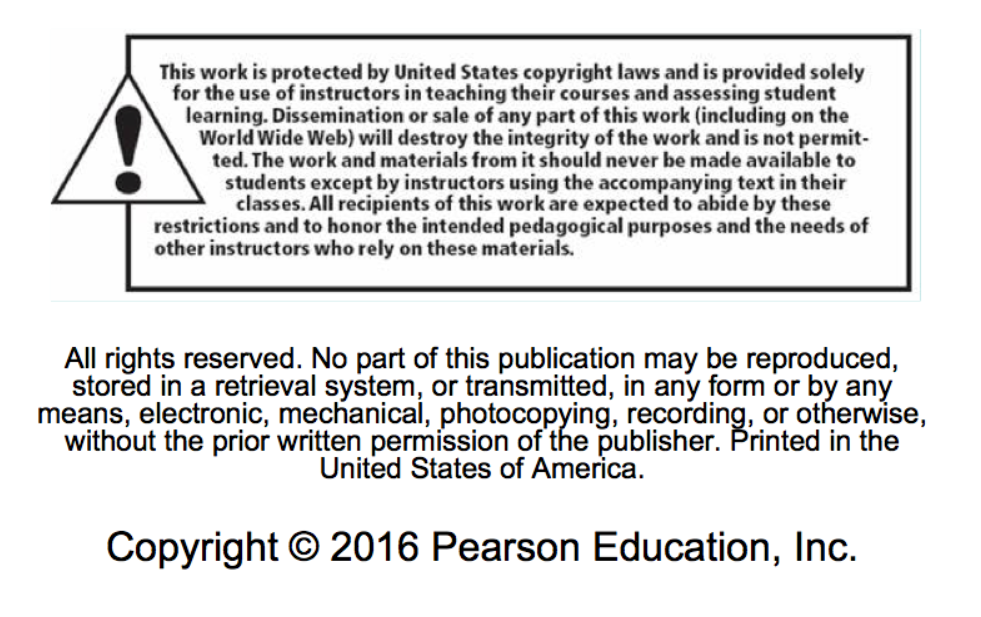 This work is protected by United States copyright laws and is provided solely
for the use of instructors in teaching their courses and assessing student
learning. Dissemination or sale of any part of this work (including on the
World Wide Web) will destroy the integrity of the work and is not permit-
ted. The work and materials from it should never be made available to
students except by instructors using the accompanying text in their
classes. All recipients of this work are expected to abide by these
restrictions and to honor the intended pedagogical purposes and the needs of
other instructors who rely on these materials.
All rights reserved. No part of this publication may be reproduced,
stored in a retrieval system, or transmitted, in any form or by any
means, electronic, mechanical, photocopying, recording, or otherwise,
without the prior written permission of the publisher. Printed in the
United States of America.
Copyright © 2016 Pearson Education, Inc.